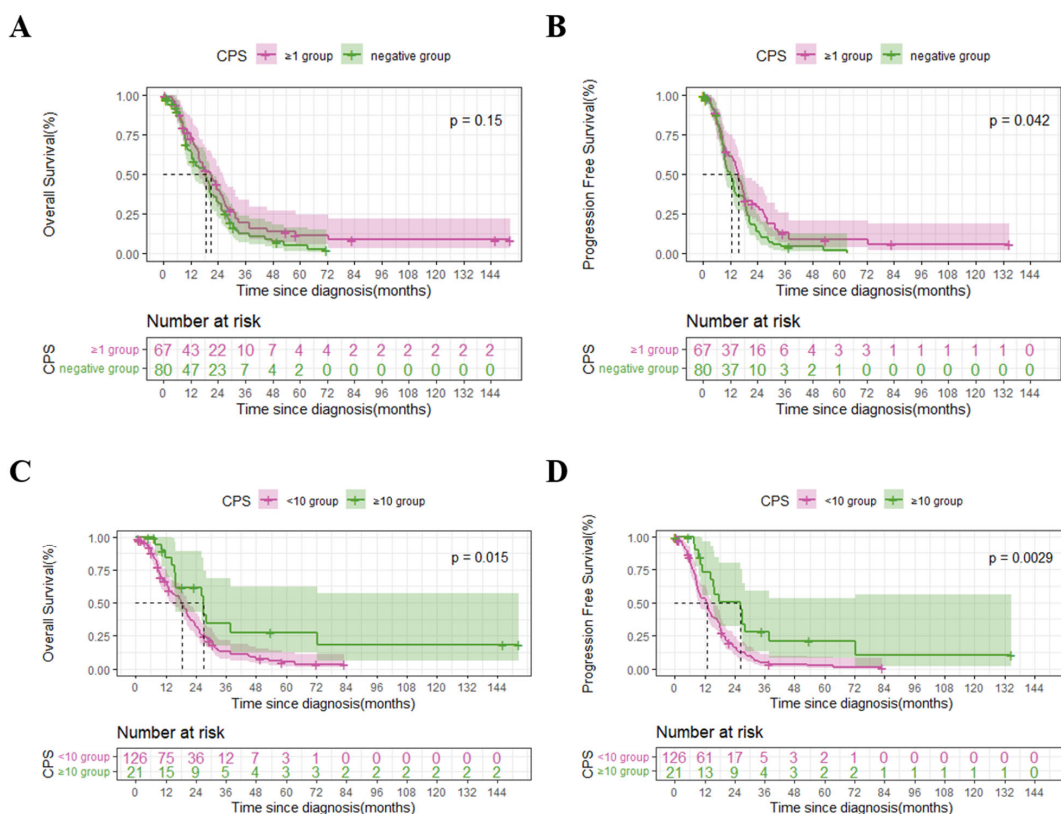 A
CPS ≥1 group negative group
1.00
0.75
0.50
0.25
0.00
Overall Survival(%)
p = 0.15
0 12 24 36 48 60 72 84 96 108 120 132 144
Time since diagnosis(months)
Number at risk
CPS
≥1 group 67 43 22 10 7 4 4 2 2 2 2 2 2
negative group 80 47 23 7 4 2 0 0 0 0 0 0 0
0 12 24 36 48 60 72 84 96 108 120 132 144
Time since diagnosis(months)
B
CPS ≥1 group negative group
1.00
0.75
0.50
0.25
0.00
Progression Free Survival(%)
p = 0.042
0 12 24 36 48 60 72 84 96 108 120 132 144
Time since diagnosis(months)
Number at risk
CPS
≥1 group 67 37 16 6 4 3 3 1 1 1 1 1 0
negative group 80 37 10 3 2 1 0 0 0 0 0 0 0
0 12 24 36 48 60 72 84 96 108 120 132 144
Time since diagnosis(months)
C
CPS <10 group ≥10 group
1.00
0.75
0.50
0.25
0.00
Overall Survival(%)
p = 0.015
0 12 24 36 48 60 72 84 96 108 120 132 144
Time since diagnosis(months)
Number at risk
CPS
<10 group 126 75 36 12 7 3 1 0 0 0 0 0 0
≥10 group 21 15 9 5 4 3 3 2 2 2 2 2 2
0 12 24 36 48 60 72 84 96 108 120 132 144
Time since diagnosis(months)
D
CPS <10 group ≥10 group
1.00
0.75
0.50
0.25
0.00
Progression Free Survival(%)
p = 0.0029
0 12 24 36 48 60 72 84 96 108 120 132 144
Time since diagnosis(months)
Number at risk
CPS
<10 group 126 61 17 5 3 2 1 0 0 0 0 0 0
≥10 group 21 13 9 4 3 2 2 1 1 1 1 1 0
0 12 24 36 48 60 72 84 96 108 120 132 144
Time since diagnosis(months)